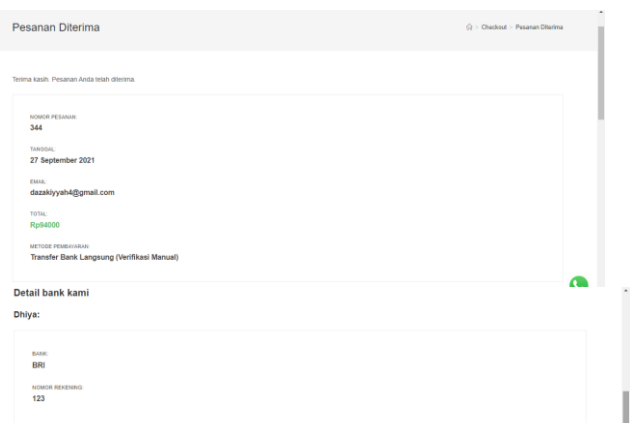 Pesanan Diterima
> Checkout > Pesanan Diterima
Terima kasih. Pesanan Anda telah diterima.
NOMOR PESANAN:
344
TANGGAL:
27 September 2021
EMAIL:
dazakiyyah4@gmail.com
TOTAL:
Rp94000
METODE PEMBAYARAN:
Transfer Bank Langsung (Verifikasi Manual)
Detail bank kami
Dhiya:
BANK:
BRI
NOMOR REKENING:
123